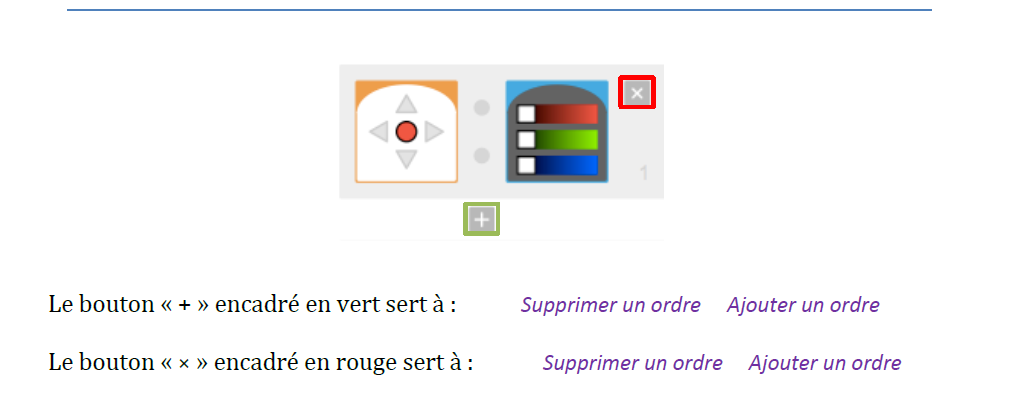 1
Le bouton « + » encadré en vert sert à : Supprimer un ordre Ajouter un ordre
Le bouton « × » encadré en rouge sert à : Supprimer un ordre Ajouter un ordre